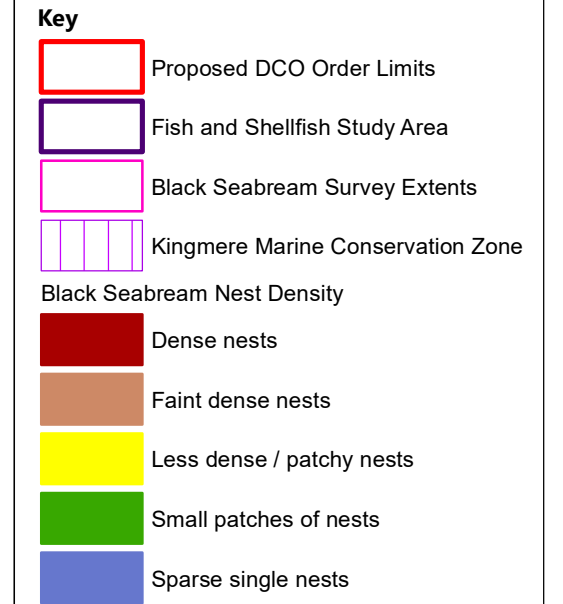 Key
Proposed DCO Order Limits
Fish and Shellfish Study Area
Black Seabream Survey Extents
Kingmere Marine Conservation Zone
Black Seabream Nest Density
Dense nests
Faint dense nests
Less dense / patchy nests
Small patches of nests
Sparse single nests